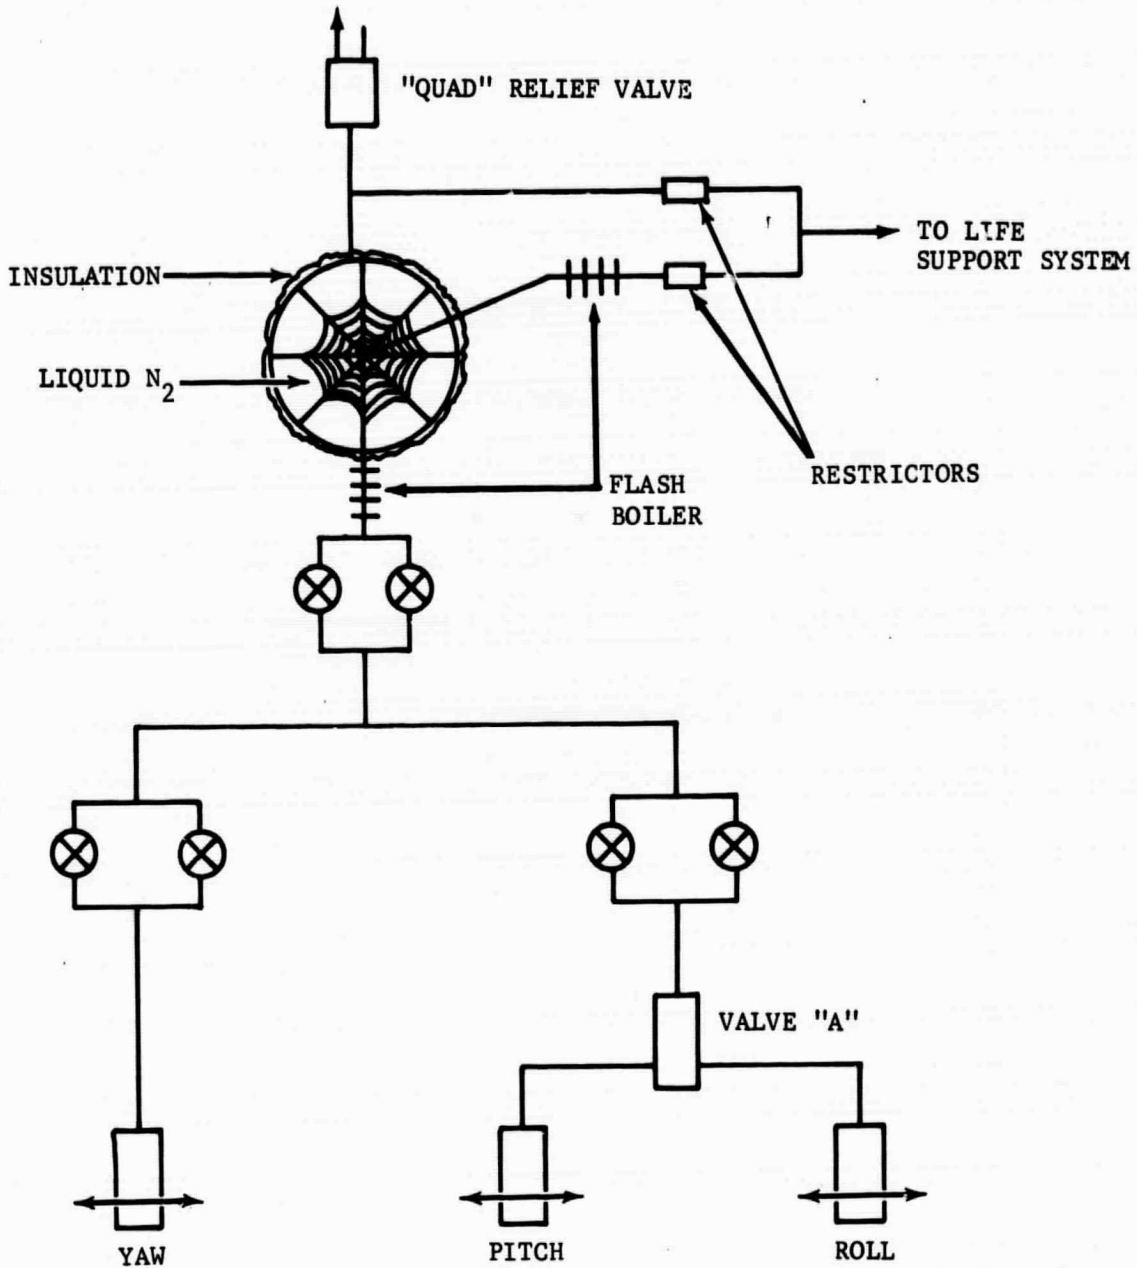 "QUAD" RELIEF VALVE
TO LIFE
SUPPORT SYSTEM
INSULATION
LIQUID N2
RESTRICTORS
FLASH
BOILER
VALVE "A"
YAW
PITCH
ROLL